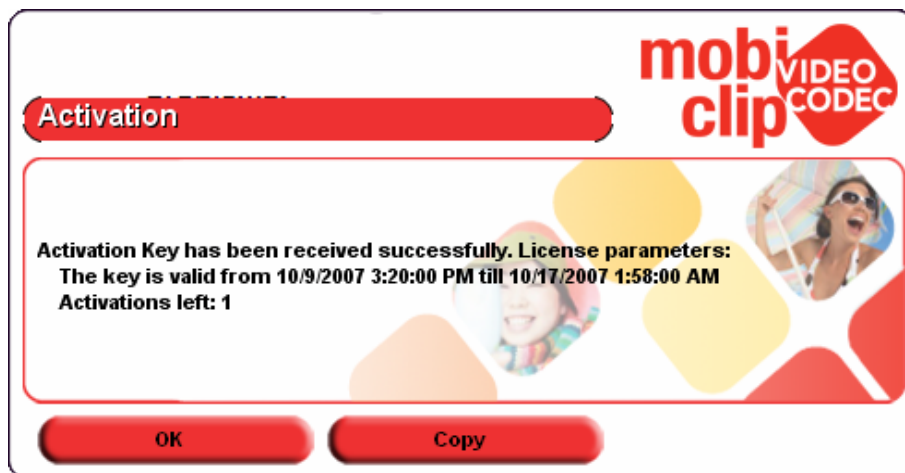 mobi
clip
VIDEO
CODEC
Activation
Activation Key has been received successfully. License parameters:
The key is valid from 10/9/2007 3:20:00 PM till 10/17/2007 1:58:00 AM
Activations left: 1
OK
Copy